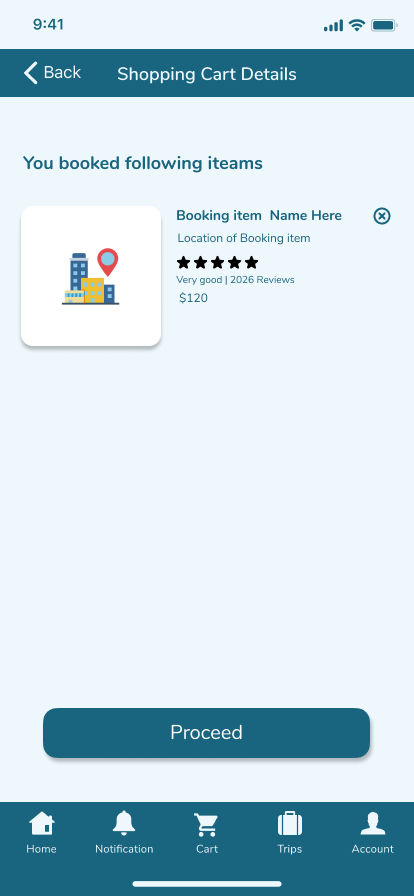 9:41
Back
Shopping Cart Details
You booked following iteams
Booking item Name Here
Location of Booking item
Very good | 2026 Reviews
$120
Proceed
Home
Notification
Cart
Trips
Account